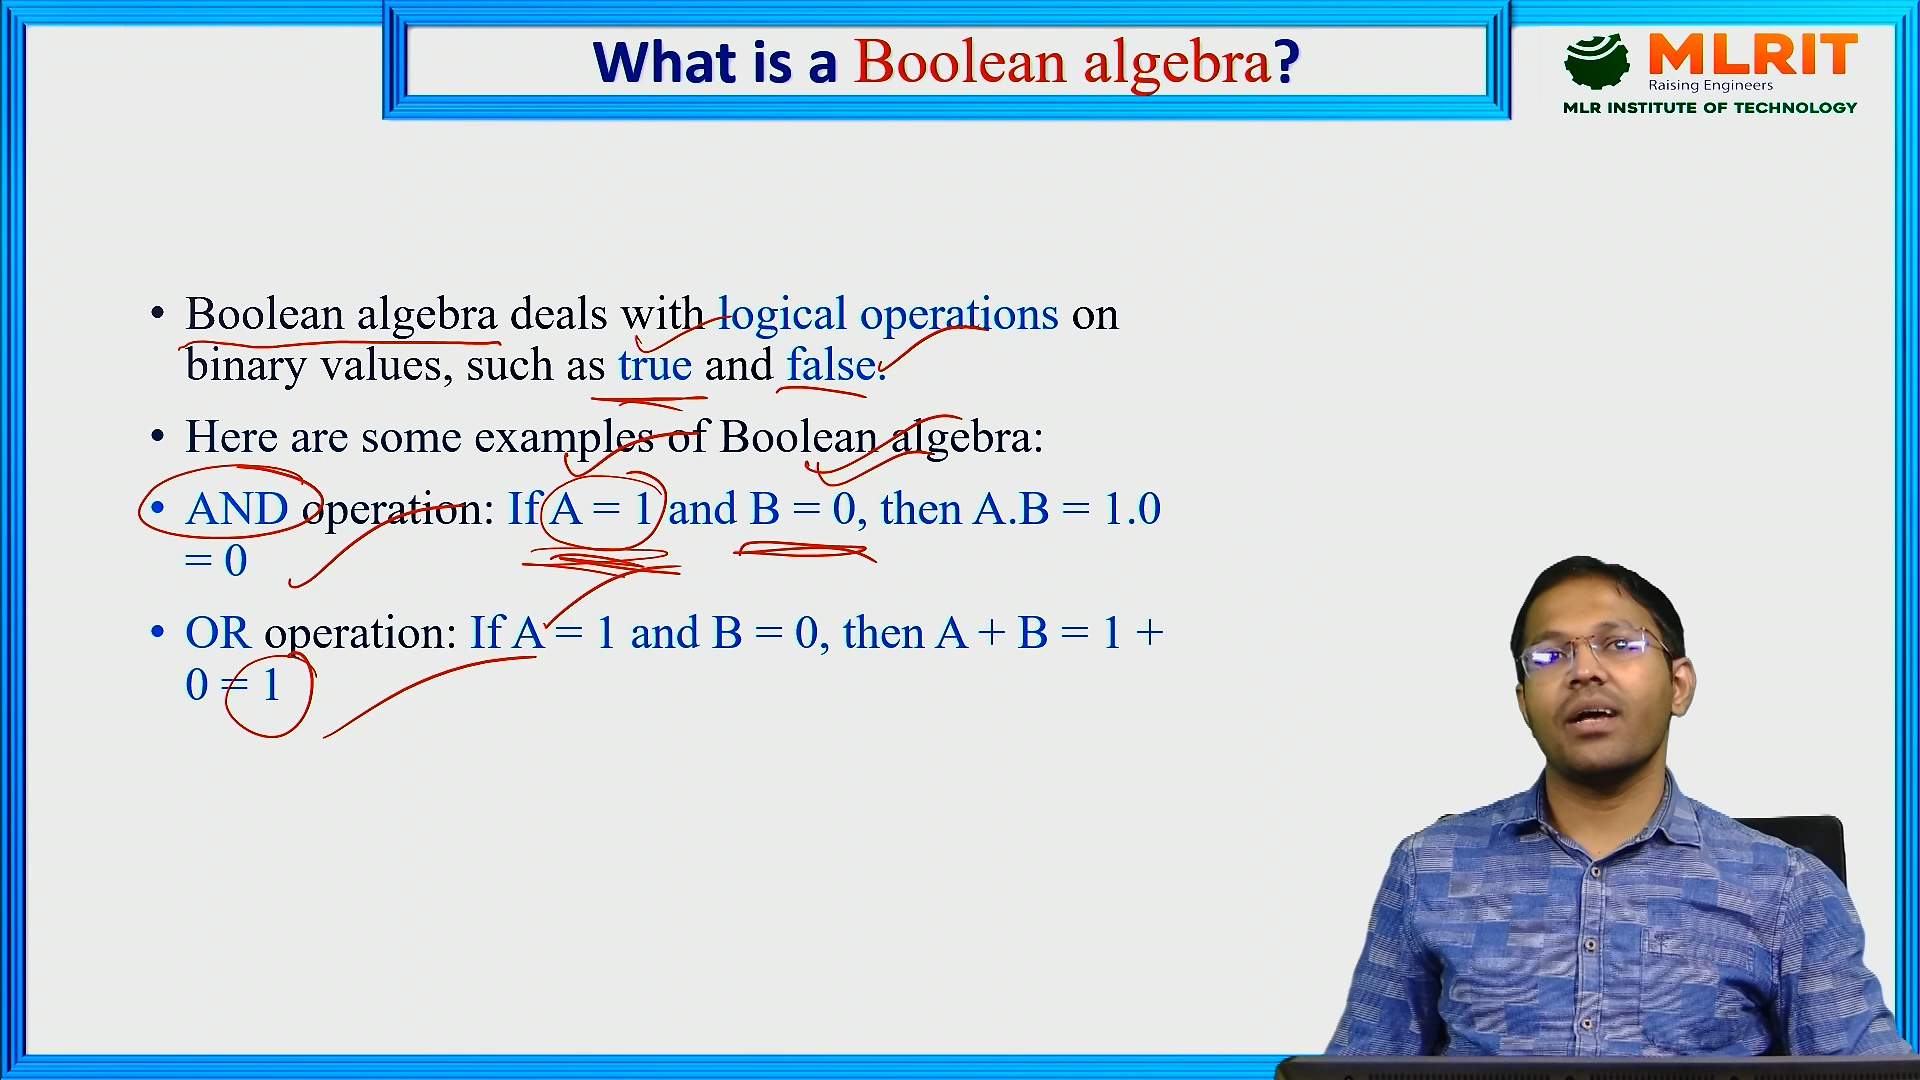 What is a Boolean algebra?
MLRIT
Raising Engineers
MLR INSTITUTE OF TECHNOLOGY
• Boolean algebra deals with logical operations on
binary values, such as true and false.
• Here are some examples of Boolean algebra:
• AND operation: If A = 1 and B = 0, then A.B = 1.0
= 0
• OR operation: If A = 1 and B = 0, then A + B = 1 +
0 = 1